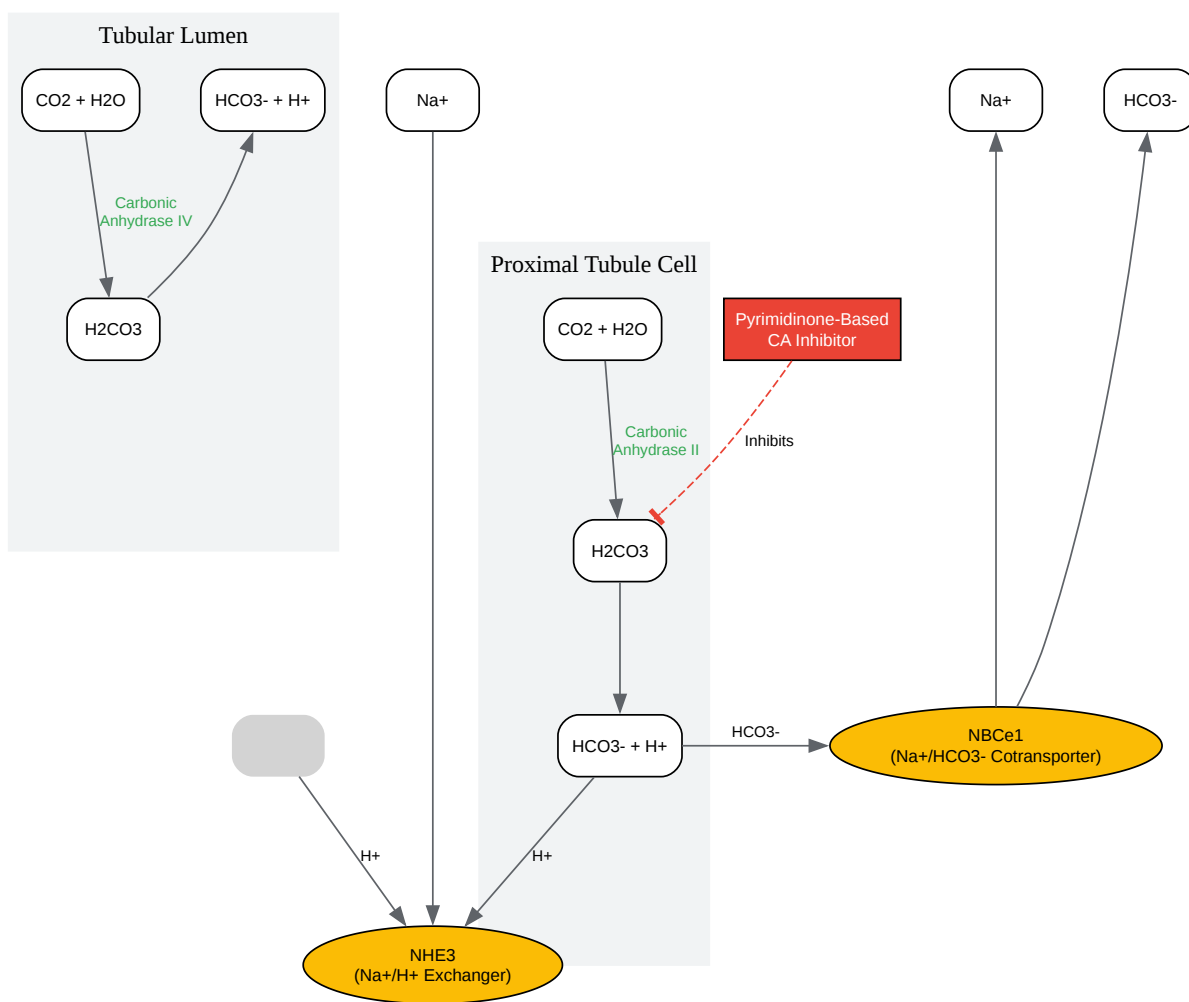 Tubular Lumen
CO2 + H2O
HCO3- + H+
Na+
Na+
HCO3-
Carbonic
Anhydrase IV
H2CO3
Proximal Tubule Cell
CO2 + H2O
Pyrimidinone-Based
CA Inhibitor
Carbonic
Anhydrase II
Inhibits
H2CO3
HCO3- + H+
HCO3-
NBCe1
(Na+/HCO3- Cotransporter)
H+
H+
NHE3
(Na+/H+ Exchanger)